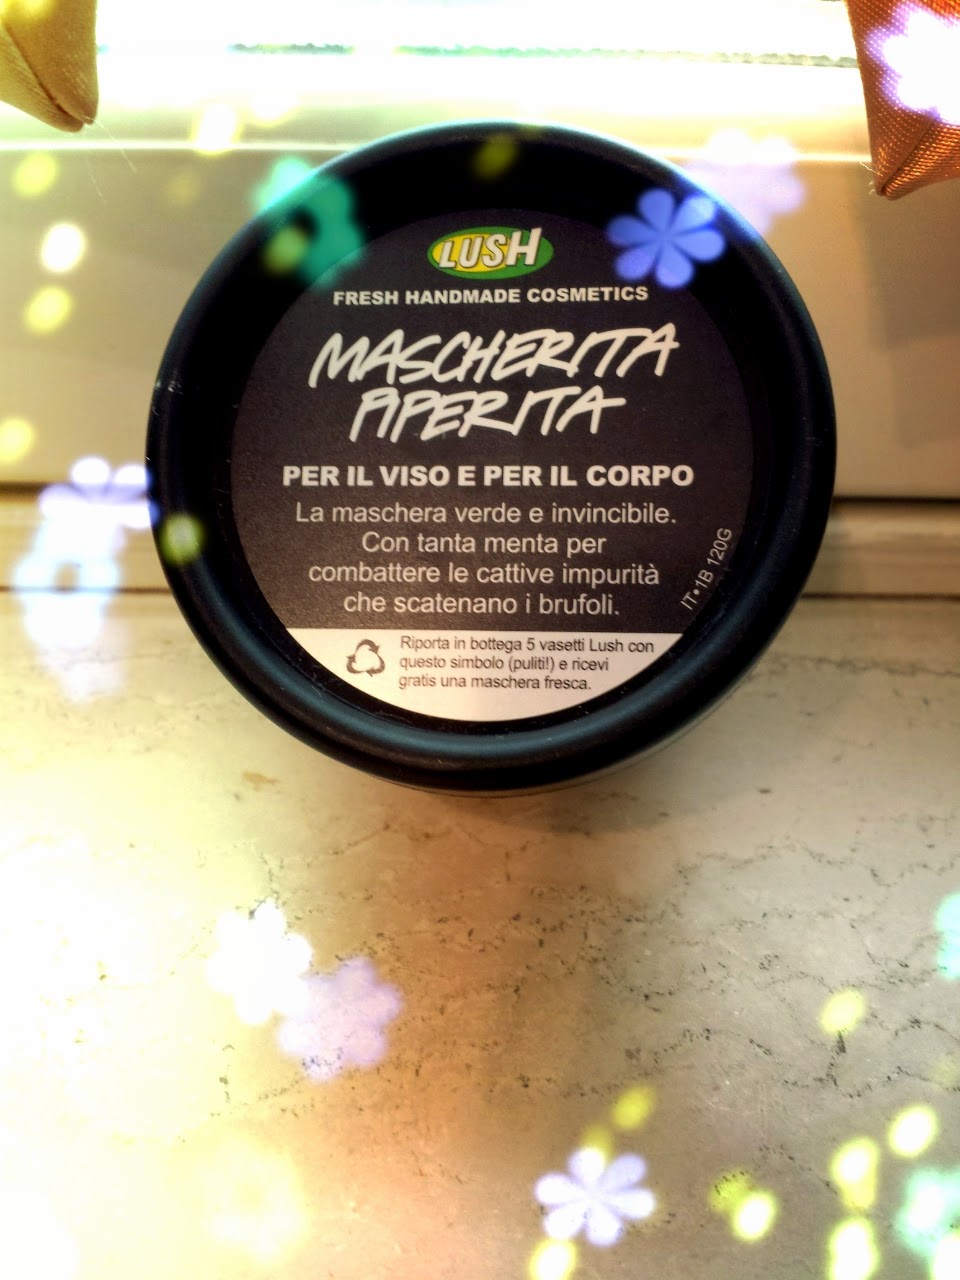 LUSH
FRESH HANDMADE COSMETICS
MASCHERITA
PIPERITA
PER IL VISO E PER IL CORPO
La maschera verde e invincibile.
Con tanta menta per
combattere le cattive impurità
che scatenano i brufoli.
IT•1B 120G
Riporta in bottega 5 vasetti Lush con
questo simbolo (puliti!) e ricevi
gratis una maschera fresca.